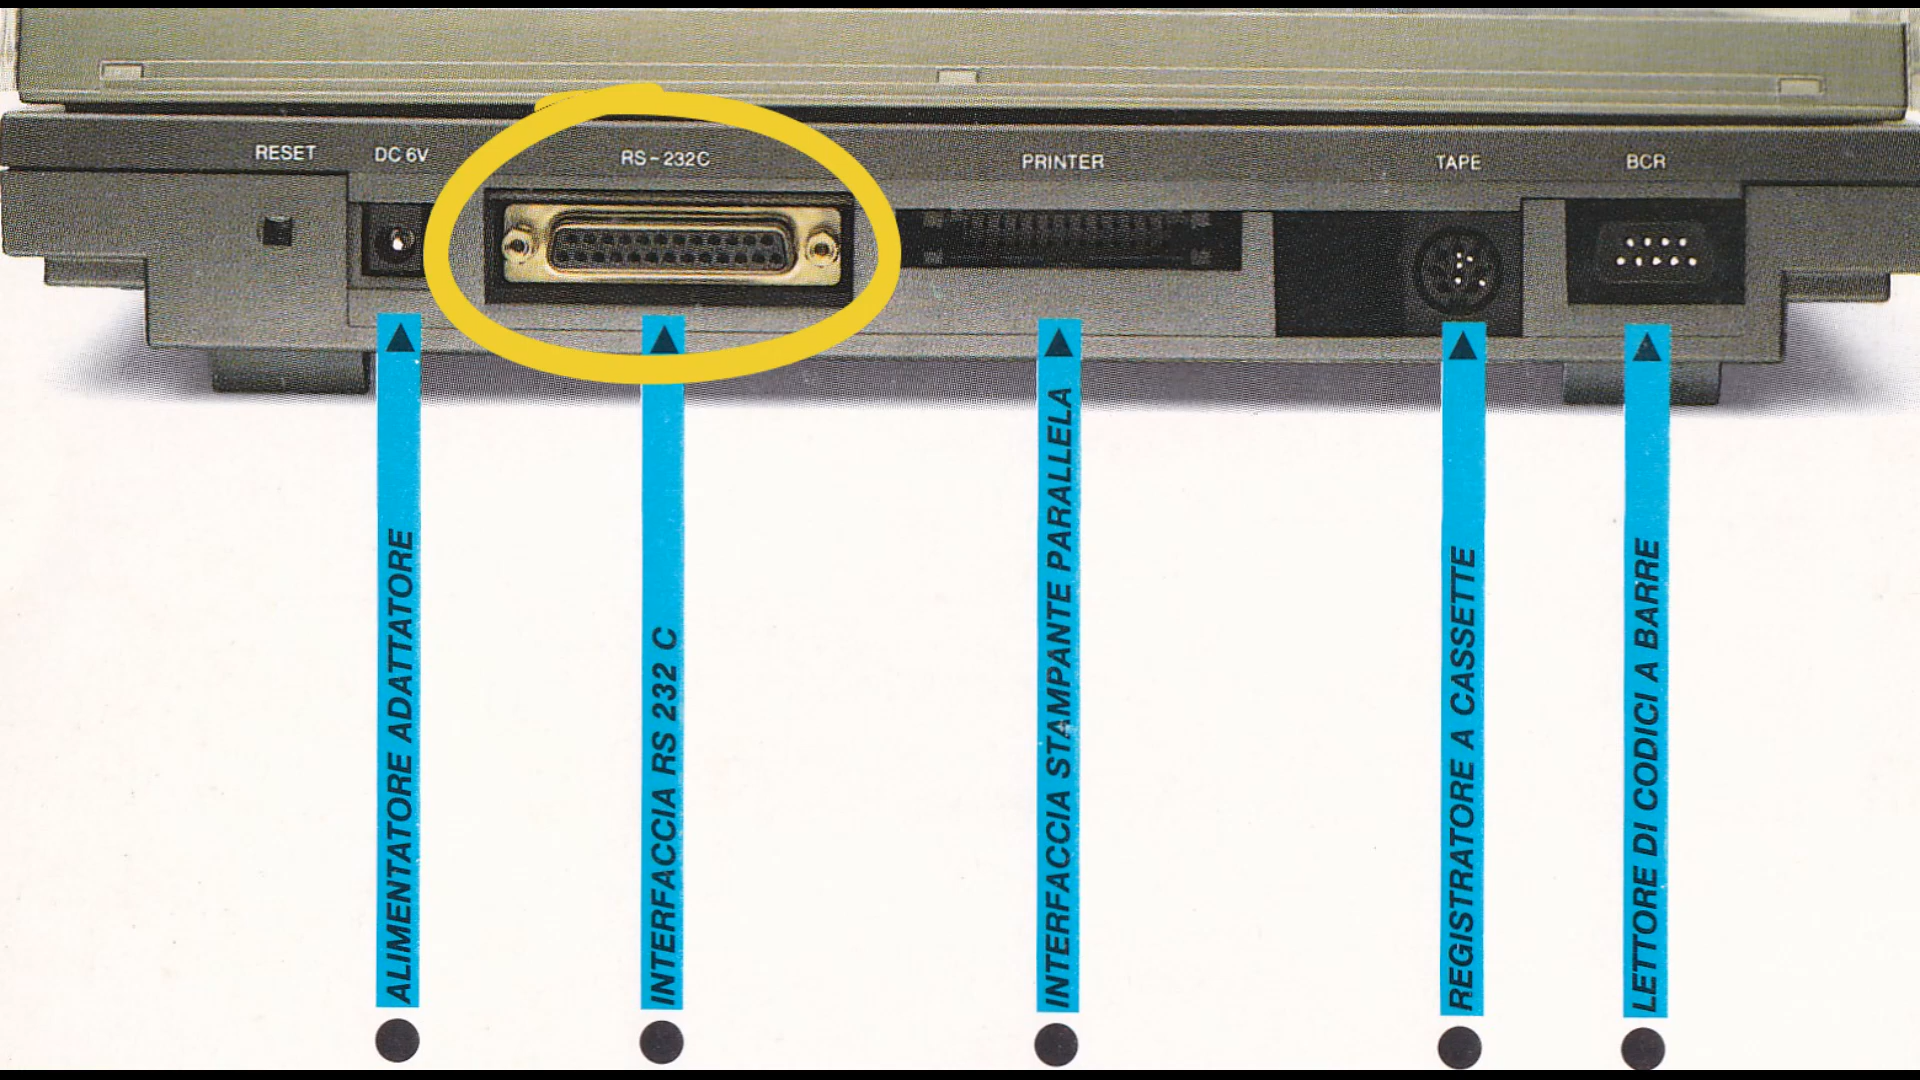 RESET
DC 6V
RS-232C
PRINTER
TAPE
BCR
ALIMENTATORE ADATTATORE
INTERFACCIA RS 232 C
INTERFACCIA STAMPANTE PARALLELA
REGISTRATORE A CASSETTE
LETTORE DI CODICI A BARRE